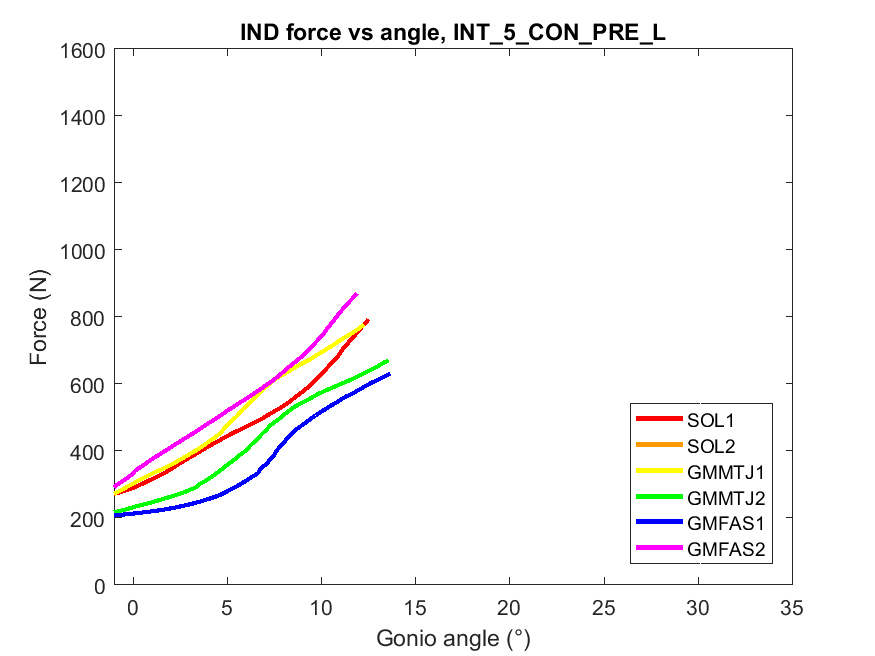 IND force vs angle, INT_5_CON_PRE_L
1600
1400
1200
1000
800
600
400
200
0
Force (N)
0 5 10 15 20 25 30 35
Gonio angle (°)
SOL1
SOL2
GMMTJ1
GMMTJ2
GMFAS1
GMFAS2